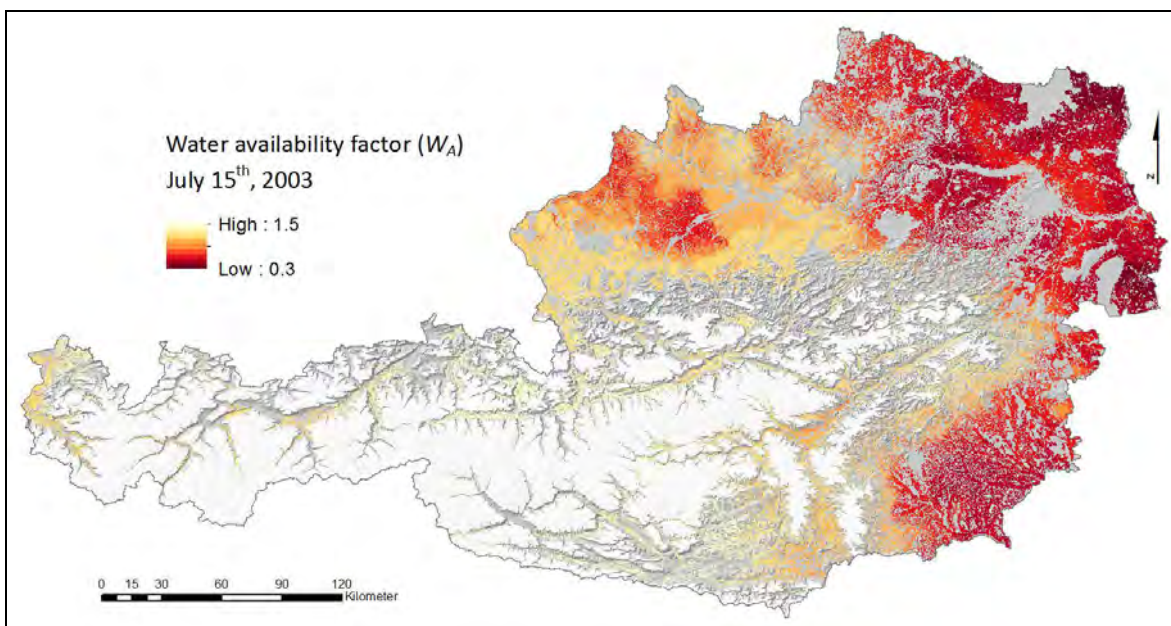 Water availability factor (W_A)
July 15th, 2003
High : 1.5
Low : 0.3
N
0 15 30 60 90 120
Kilometer